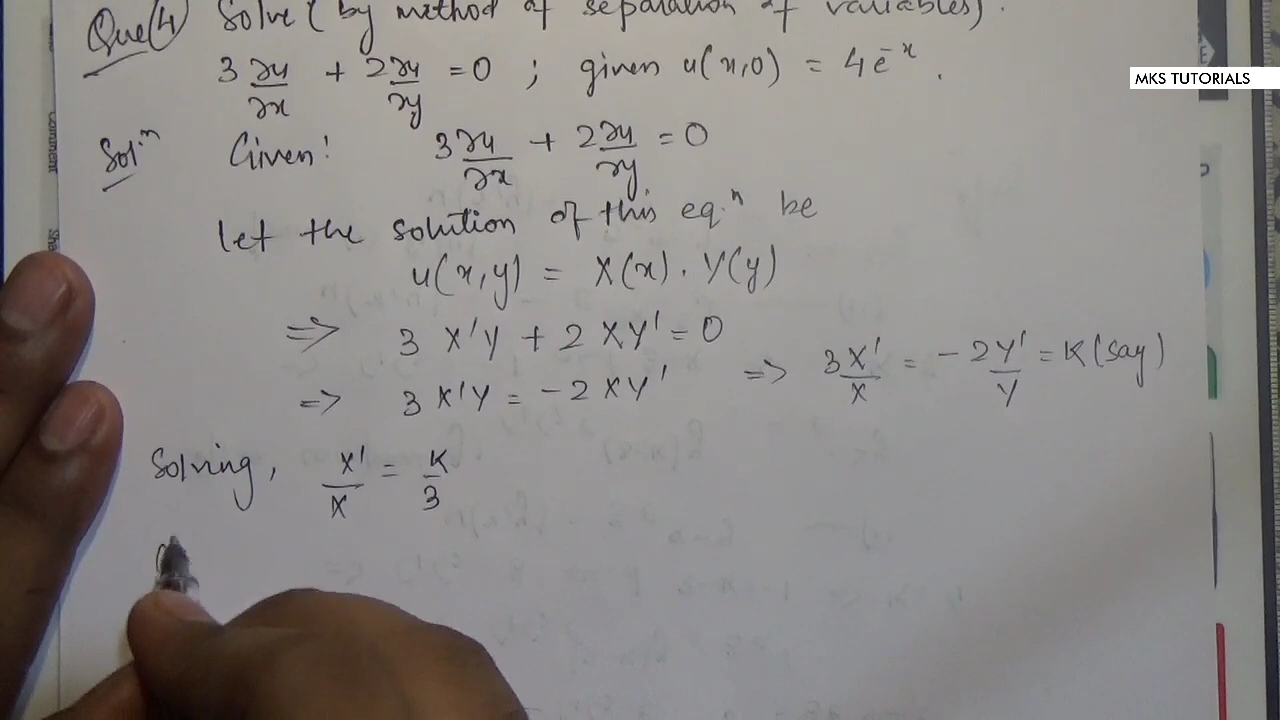 Que(4) Solve (by method of separation of variables).
3 ∂u/∂x + 2 ∂u/∂y = 0 ; given u(x,0) = 4e^-x.
MKS TUTORIALS
Solⁿ Given: 3 ∂u/∂x + 2 ∂u/∂y = 0
let the solution of this eq.ⁿ be
u(x,y) = X(x). Y(y)
=> 3 X'Y + 2 XY' = 0
=> 3 X'Y = -2 XY' => 3X'/X = -2Y'/Y = K (say)
Solving, X'/X = K/3
Comment